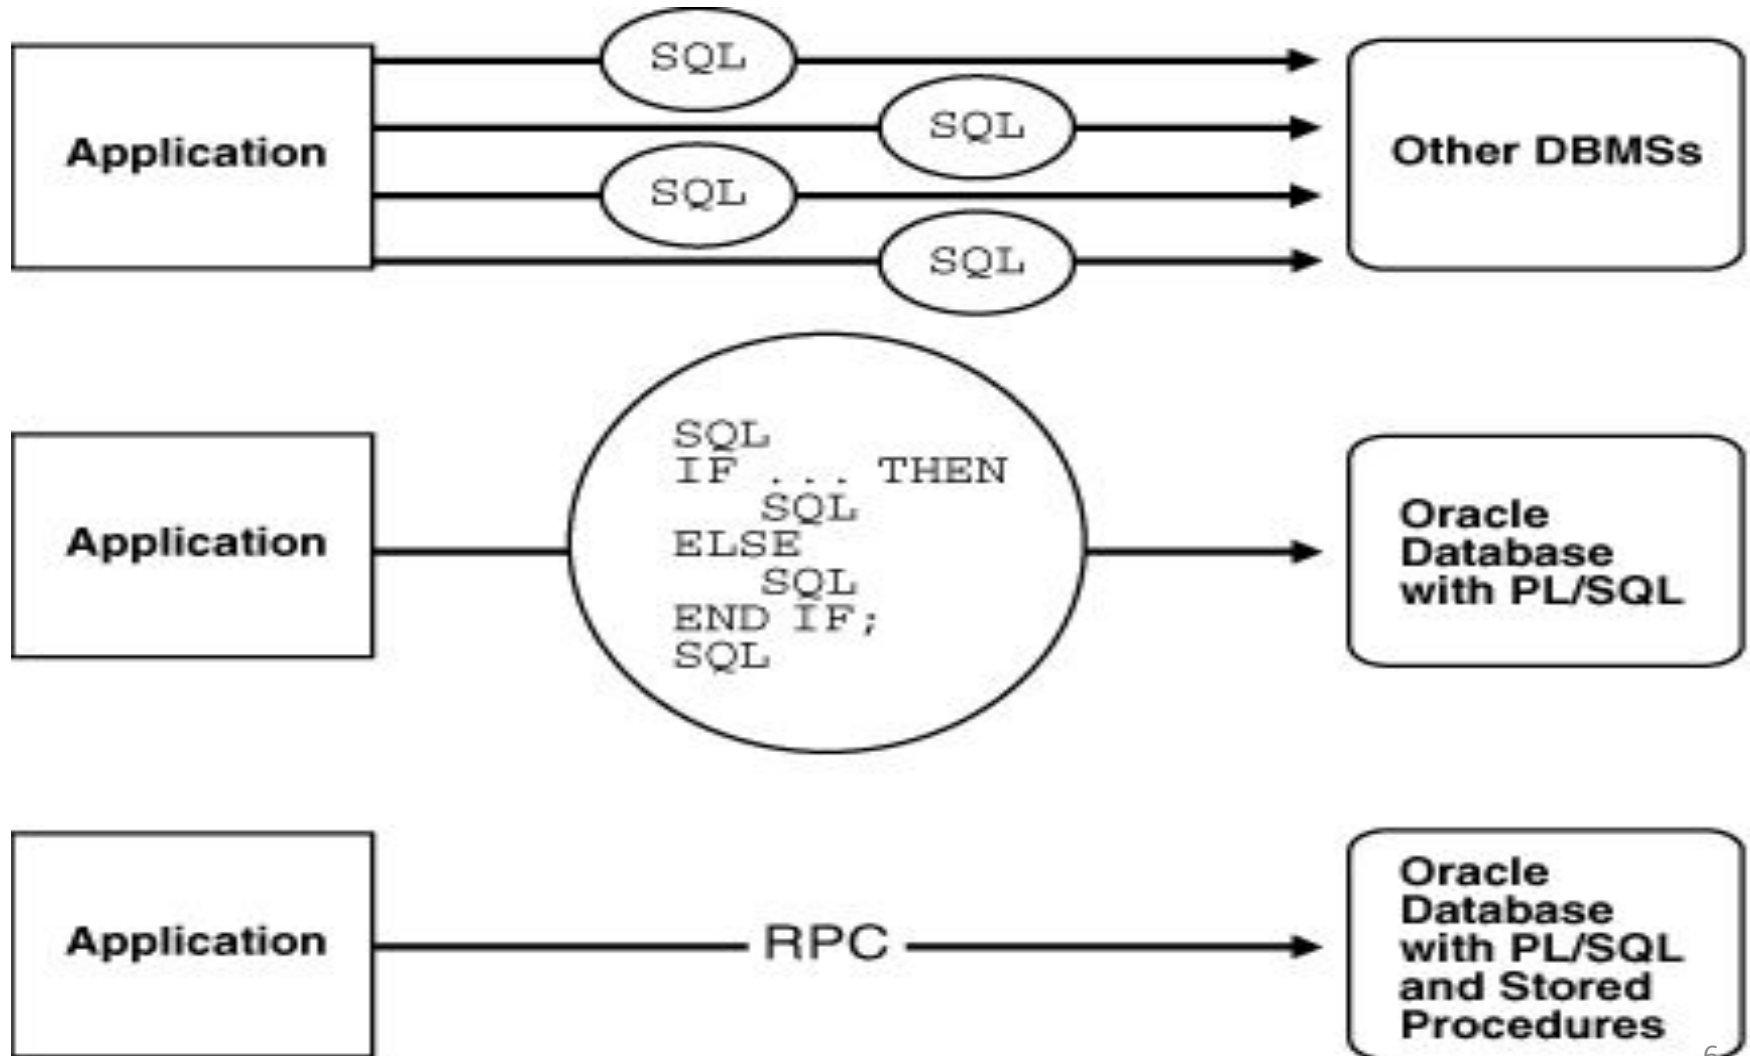 Application
SQL
SQL
SQL
SQL
Other DBMSs
Application
SQL
IF ... THEN
SQL
ELSE
SQL
END IF;
SQL
Oracle
Database
with PL/SQL
Application
RPC
Oracle
Database
with PL/SQL
and Stored
Procedures
6